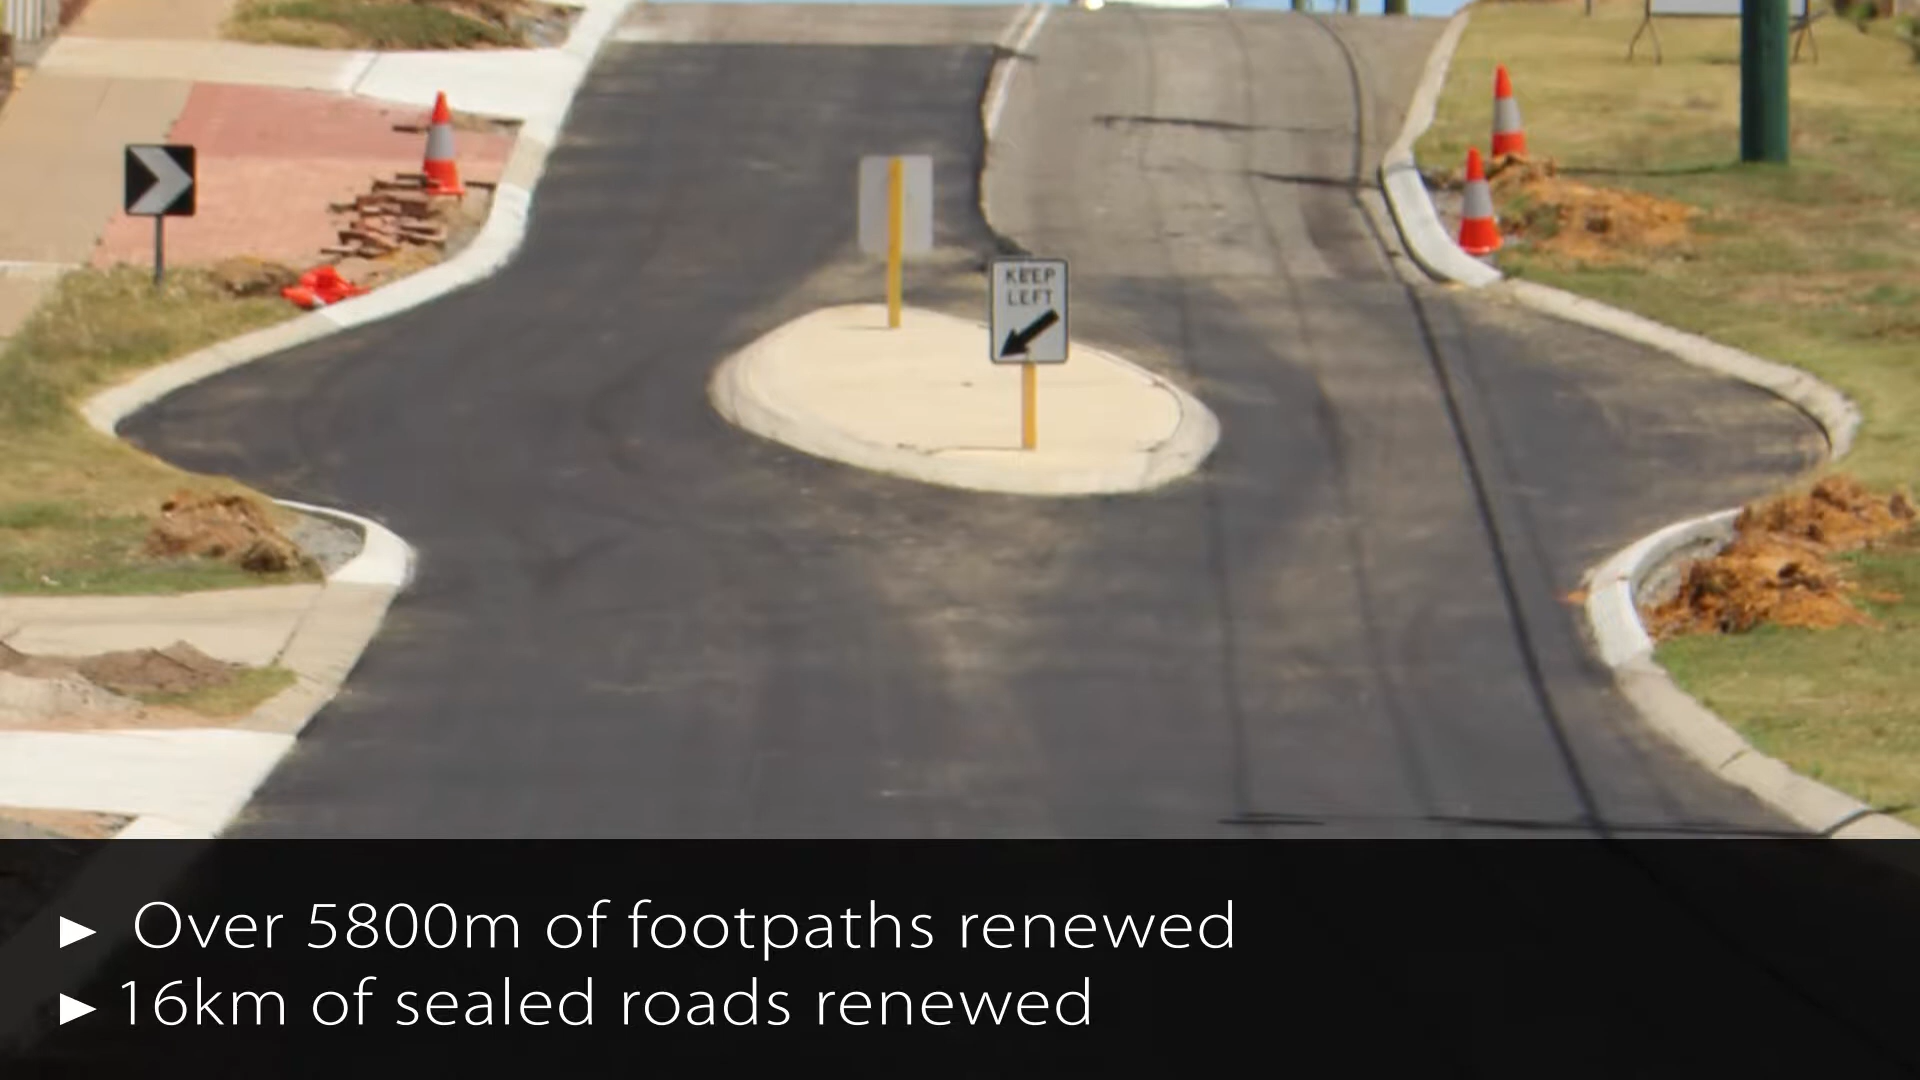 KEEP
LEFT
► Over 5800m of footpaths renewed
► 16km of sealed roads renewed